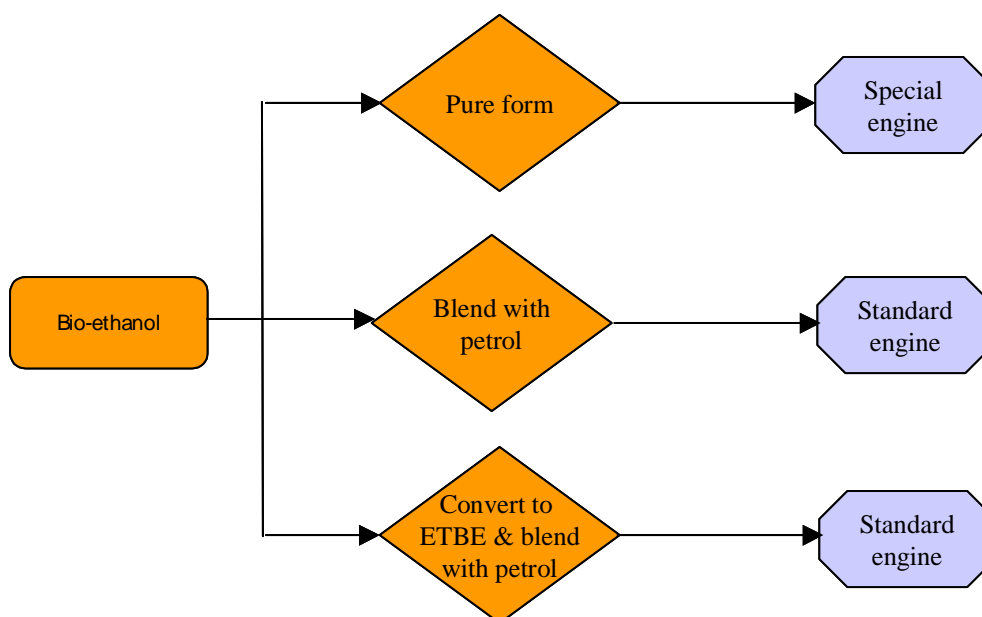 Pure form
Special
engine
Bio-ethanol
Blend with
petrol
Standard
engine
Convert to
ETBE & blend
with petrol
Standard
engine